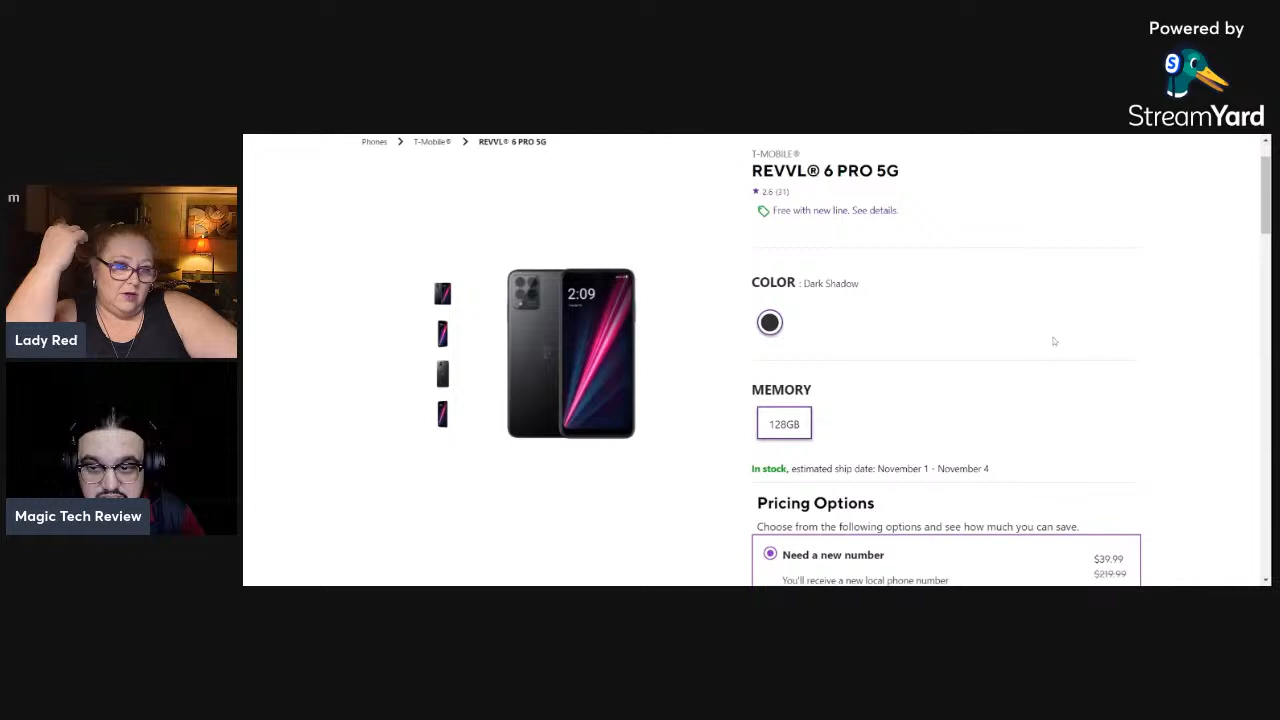 Powered by
S
StreamYard
Phones > T-Mobile® > REVVL® 6 PRO 5G
m
Lady Red
Magic Tech Review
2:09
T-MOBILE®
REVVL® 6 PRO 5G
★ 2.6 (31)
Free with new line. See details.
COLOR : Dark Shadow
MEMORY
128GB
In stock, estimated ship date: November 1 - November 4
Pricing Options
Choose from the following options and see how much you can save.
Need a new number
$39.99
You'll receive a new local phone number
$219.99